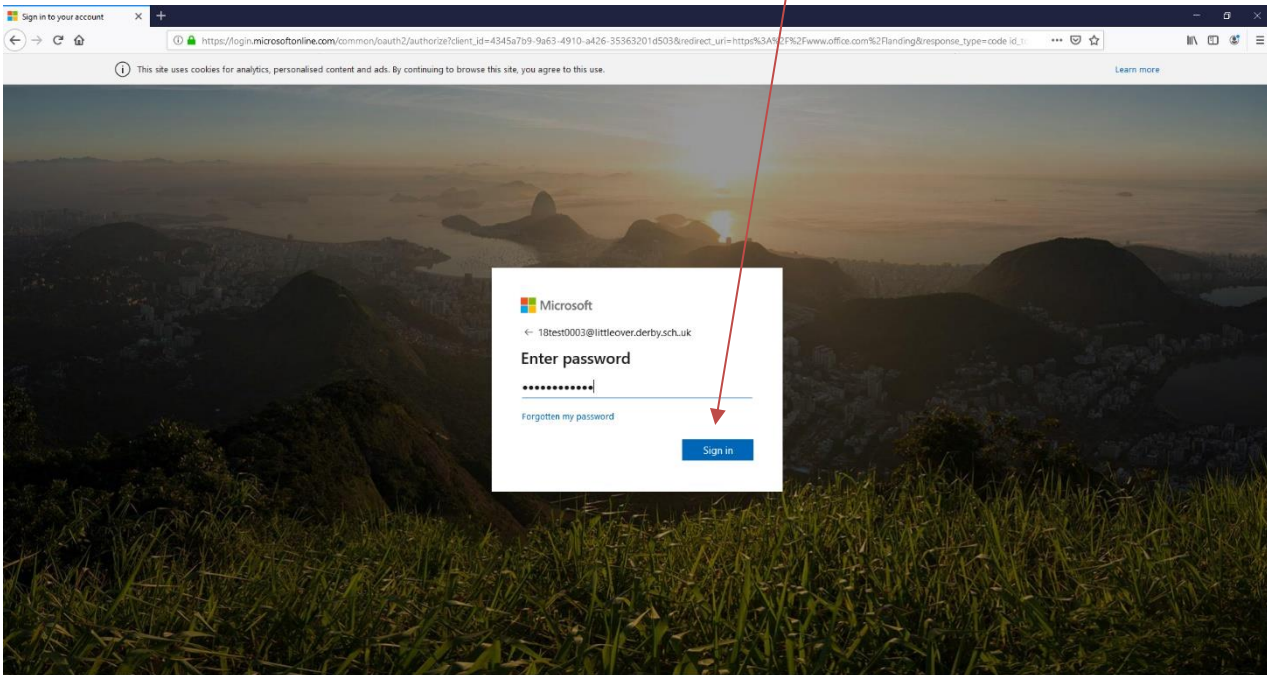 Sign in to your account
https://login.microsoftonline.com/common/oauth2/authorize?client_id=4345a7b9-9a63-4910-a426-35363201d503&redirect_uri=https%3A%2F%2Fwww.office.com%2Flanding&response_type=code id_t
This site uses cookies for analytics, personalised content and ads. By continuing to browse this site, you agree to this use.
Learn more
Microsoft
← 18test0003@littleover.derby.sch.uk
Enter password
••••••••••••
Forgotten my password
Sign in